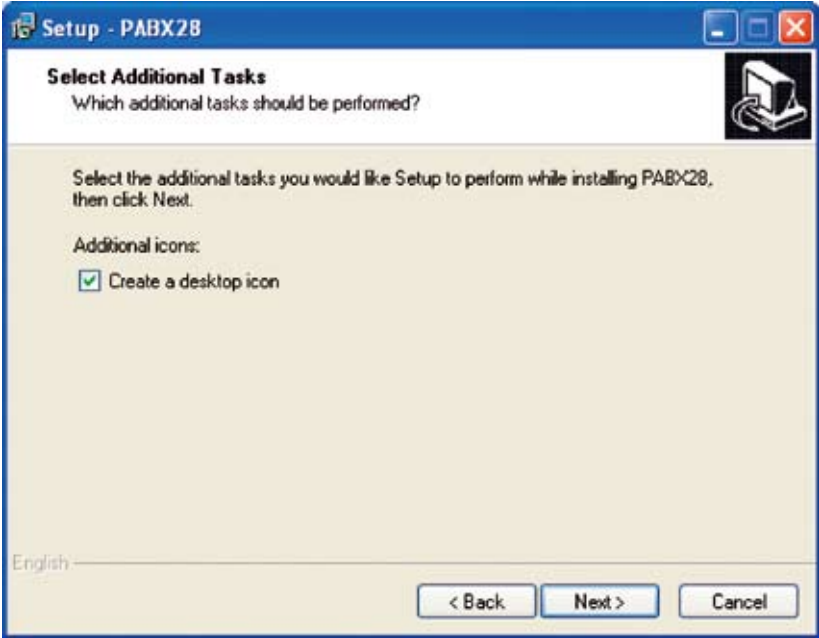 Setup - PABX28
Select Additional Tasks
Which additional tasks should be performed?
Select the additional tasks you would like Setup to perform while installing PABX28,
then click Next.
Additional icons:
Create a desktop icon
English
< Back Next > Cancel